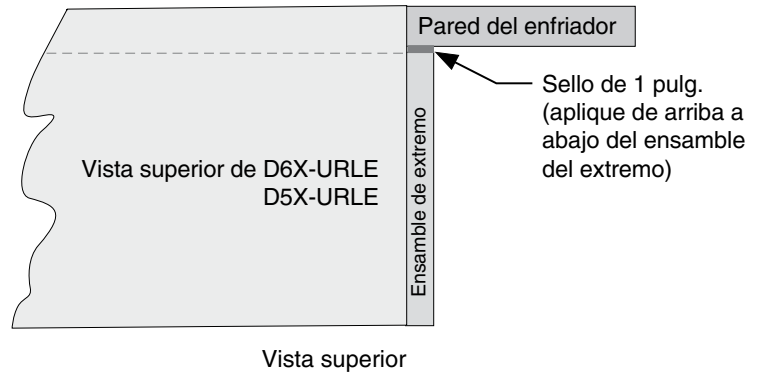 Pared del enfriador
Sello de 1 pulg.
(aplique de arriba a
abajo del ensamble
del extremo)
Vista superior de D6X-URLE
D5X-URLE
Ensamble de extremo
Vista superior